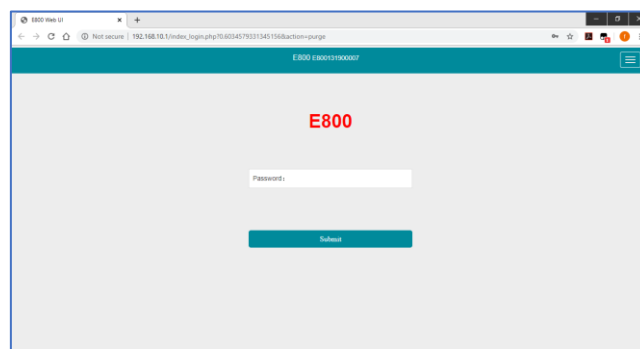 E800 Web UI
Not secure | 192.168.10.1/index_login.php?0.6034579331345156&action=purge
E800 E800131900007
E800
Password:
Submit